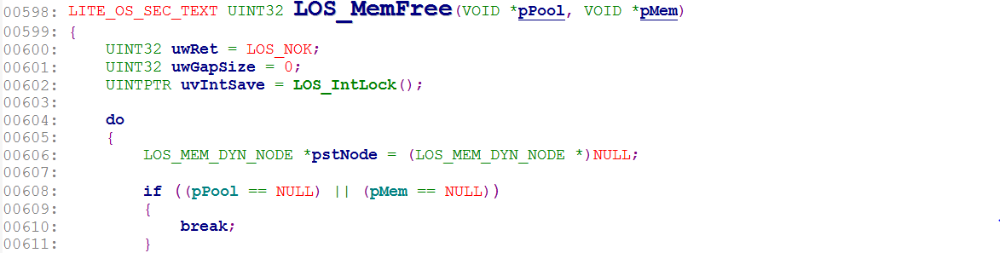 00598: LITE_OS_SEC_TEXT UINT32 LOS_MemFree(VOID *pPool, VOID *pMem)
00599: {
00600:     UINT32 uwRet = LOS_NOK;
00601:     UINT32 uwGapSize = 0;
00602:     UINTPTR uvIntSave = LOS_IntLock();
00603:
00604:     do
00605:     {
00606:         LOS_MEM_DYN_NODE *pstNode = (LOS_MEM_DYN_NODE *)NULL;
00607:
00608:         if ((pPool == NULL) || (pMem == NULL))
00609:         {
00610:             break;
00611:         }